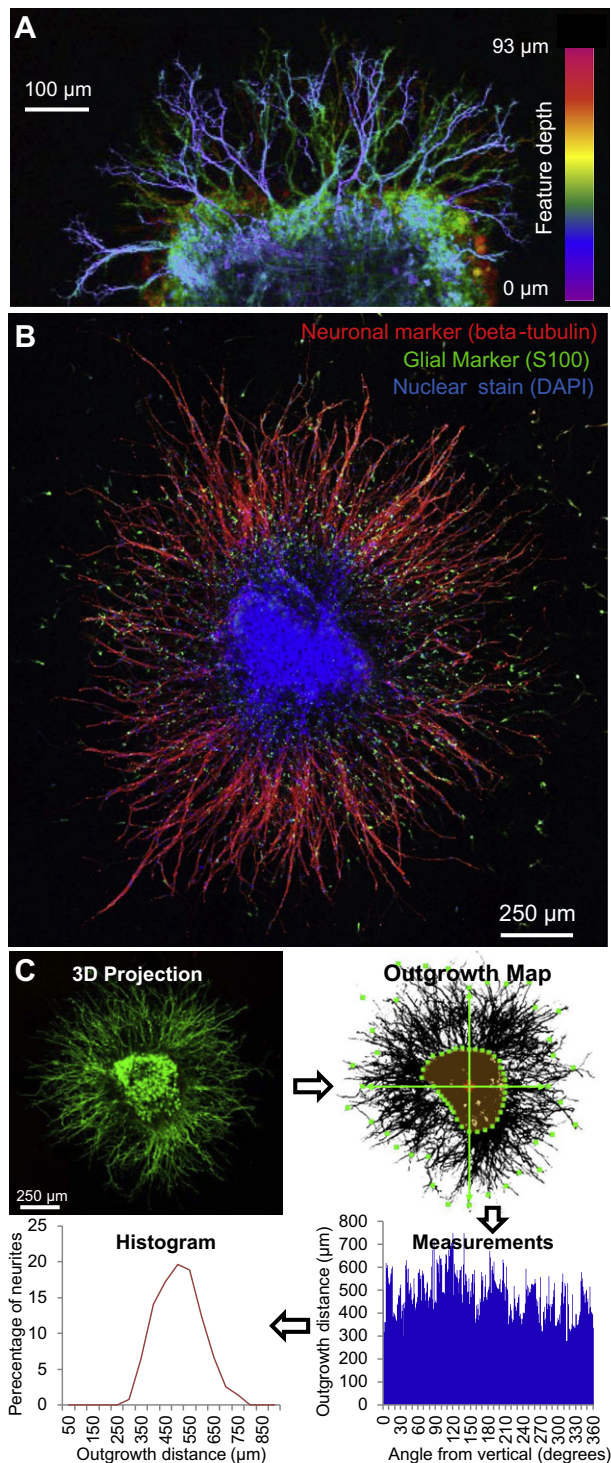 A
100 µm
93 µm
Feature depth
0 µm
B
Neuronal marker (beta-tubulin)
Glial Marker (S100)
Nuclear stain (DAPI)
250 µm
C
3D Projection
Outgrowth Map
250 µm
Histogram
Perecentage of neurites
25
20
15
10
5
0
50
150
250
350
450
550
650
750
850
Outgrowth distance (µm)
Measurements
Outgrowth distance (µm)
800
700
600
500
400
300
200
100
0
0
30
60
90
120
150
180
210
240
270
300
330
360
Angle from vertical (degrees)